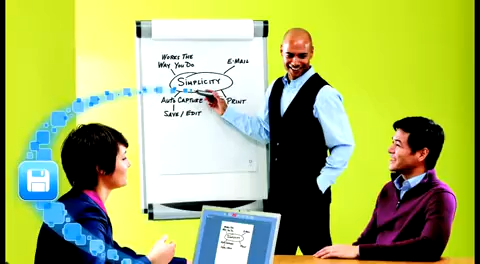 WORKS THE
WAY YOU DO
E-MAIL
SIMPLICITY
AUTO CAPTURE
PRINT
SAVE/EDIT